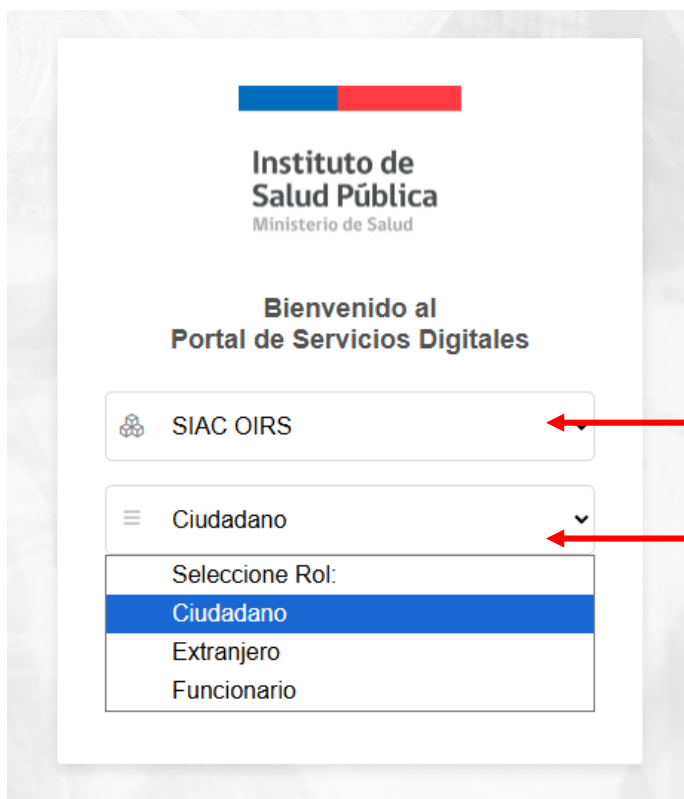 Instituto de
Salud Pública
Ministerio de Salud
Bienvenido al
Portal de Servicios Digitales
SIAC OIRS
Ciudadano
Seleccione Rol:
Ciudadano
Extranjero
Funcionario